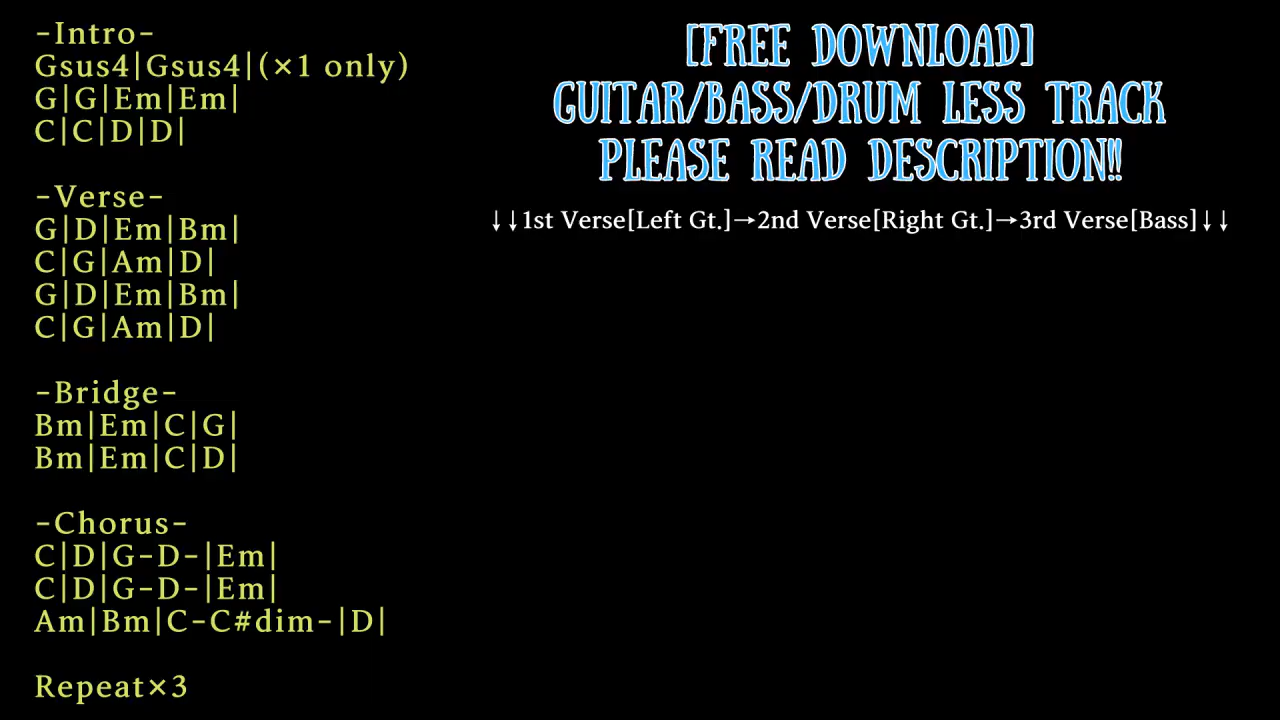 -Intro-
Gsus4|Gsus4|(×1 only)
G|G|Em|Em|
C|C|D|D|
-Verse-
G|D|Em|Bm|
C|G|Am|D|
G|D|Em|Bm|
C|G|Am|D|
-Bridge-
Bm|Em|C|G|
Bm|Em|C|D|
-Chorus-
C|D|G-D-|Em|
C|D|G-D-|Em|
Am|Bm|C-C#dim-|D|
Repeat×3
[FREE DOWNLOAD]
GUITAR/BASS/DRUM LESS TRACK
PLEASE READ DESCRIPTION!!
↓↓1st Verse[Left Gt.]→2nd Verse[Right Gt.]→3rd Verse[Bass]↓↓